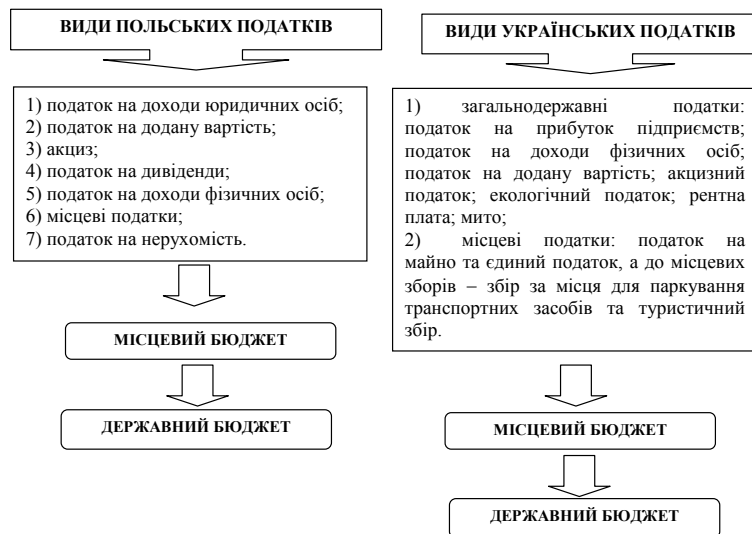 ВИДИ ПОЛЬСЬКИХ ПОДАТКІВ
1) податок на доходи юридичних осіб;
2) податок на додану вартість;
3) акциз;
4) податок на дивіденди;
5) податок на доходи фізичних осіб;
6) місцеві податки;
7) податок на нерухомість.
МІСЦЕВИЙ БЮДЖЕТ
ДЕРЖАВНИЙ БЮДЖЕТ
ВИДИ УКРАЇНСЬКИХ ПОДАТКІВ
1) загальнодержавні податки:
податок на прибуток підприємств;
податок на доходи фізичних осіб;
податок на додану вартість; акцизний
податок; екологічний податок; рентна
плата; мито;
2) місцеві податки: податок на
майно та єдиний податок, а до місцевих
зборів – збір за місця для паркування
транспортних засобів та туристичний
збір.
МІСЦЕВИЙ БЮДЖЕТ
ДЕРЖАВНИЙ БЮДЖЕТ